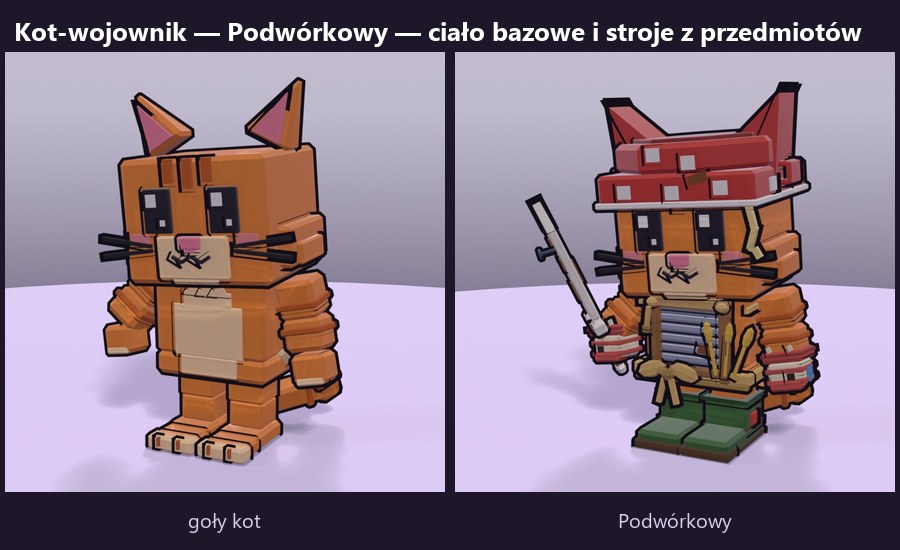 Kot-wojownik — Podwórkowy — ciało bazowe i stroje z przedmiotów
goły kot
Podwórkowy